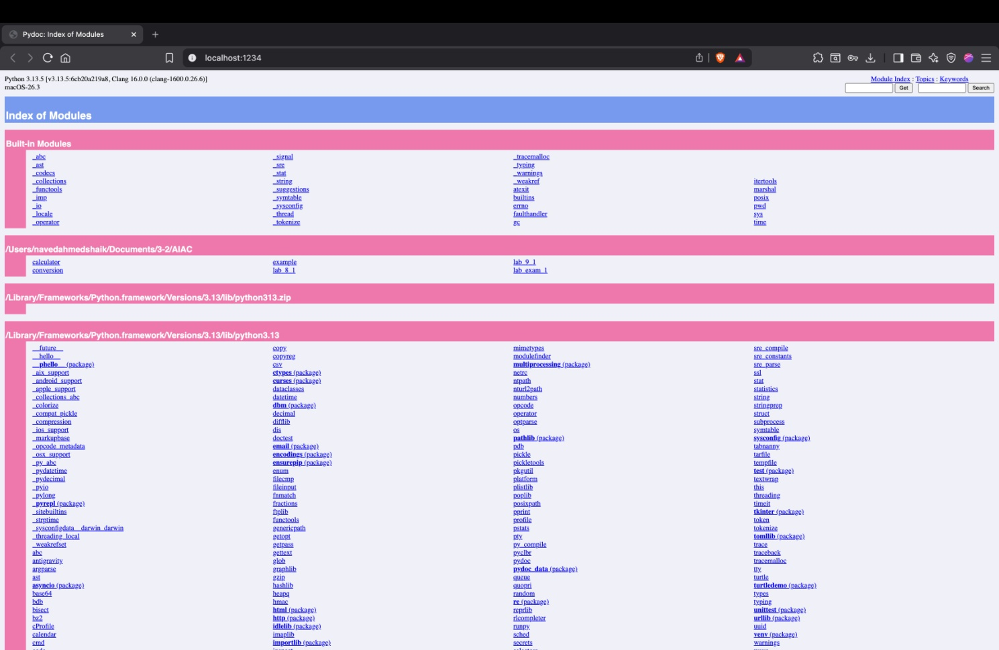 Pydoc: Index of Modules
localhost:1234
Python 3.13.5 [v3.13.5:6cb20a219a8, Clang 16.0.0 (clang-1600.0.26.6)]
macOS-26.3
Module Index : Topics : Keywords
Get Search
Index of Modules
Built-in Modules
_abc _signal _tracemalloc
_ast _sre _typing
_codecs _stat _warnings
_collections _string _weakref itertools
_functools _suggestions atexit marshal
_imp _symtable builtins posix
_io _sysconfig errno pwd
_locale _thread faulthandler sys
_operator _tokenize gc time
/Users/navedahmedshaik/Documents/3-2/AIAC
calculator example lab_9_1
conversion lab_8_1 lab_exam_1
/Library/Frameworks/Python.framework/Versions/3.13/lib/python313.zip
/Library/Frameworks/Python.framework/Versions/3.13/lib/python3.13
__future__ copy mimetypes sre_compile
__hello__ copyreg modulefinder sre_constants
__phello__ (package) csv multiprocessing (package) sre_parse
_aix_support ctypes (package) netrc ssl
_android_support curses (package) ntpath stat
_apple_support dataclasses nturl2path statistics
_collections_abc datetime numbers string
_colorize dbm (package) opcode stringprep
_compat_pickle decimal operator struct
_compression difflib optparse subprocess
_ios_support dis os symtable
_markupbase doctest pathlib (package) sysconfig (package)
_opcode_metadata email (package) pdb tabnanny
_osx_support encodings (package) pickle tarfile
_py_abc ensurepip (package) pickletools tempfile
_pydatetime enum pkgutil test (package)
_pydecimal filecmp platform textwrap
_pyio fileinput plistlib this
_pylong fnmatch poplib threading
_pyrepl (package) fractions posixpath timeit
_sitebuiltins ftplib pprint tkinter (package)
_strptime functools profile token
_sysconfigdata__darwin_darwin genericpath pstats tokenize
_threading_local getopt pty tomllib (package)
_weakrefset getpass py_compile trace
abc gettext pyclbr traceback
antigravity glob pydoc tracemalloc
argparse graphlib pydoc_data (package) tty
ast gzip queue turtle
asyncio (package) hashlib quopri turtledemo (package)
base64 heapq random types
bdb hmac re (package) typing
bisect html (package) reprlib unittest (package)
bz2 http (package) rlcompleter urllib (package)
cProfile idlelib (package) runpy uuid
calendar imaplib sched venv (package)
cmd importlib (package) secrets warnings